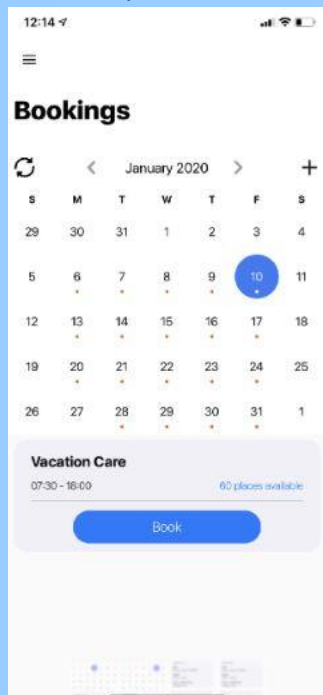 12:14
Bookings
January 2020
S M T W T F S
29 30 31 1 2 3 4
5 6 7 8 9 10 11
12 13 14 15 16 17 18
19 20 21 22 23 24 25
26 27 28 29 30 31 1
Vacation Care
07:30 - 18:00 60 places available
Book